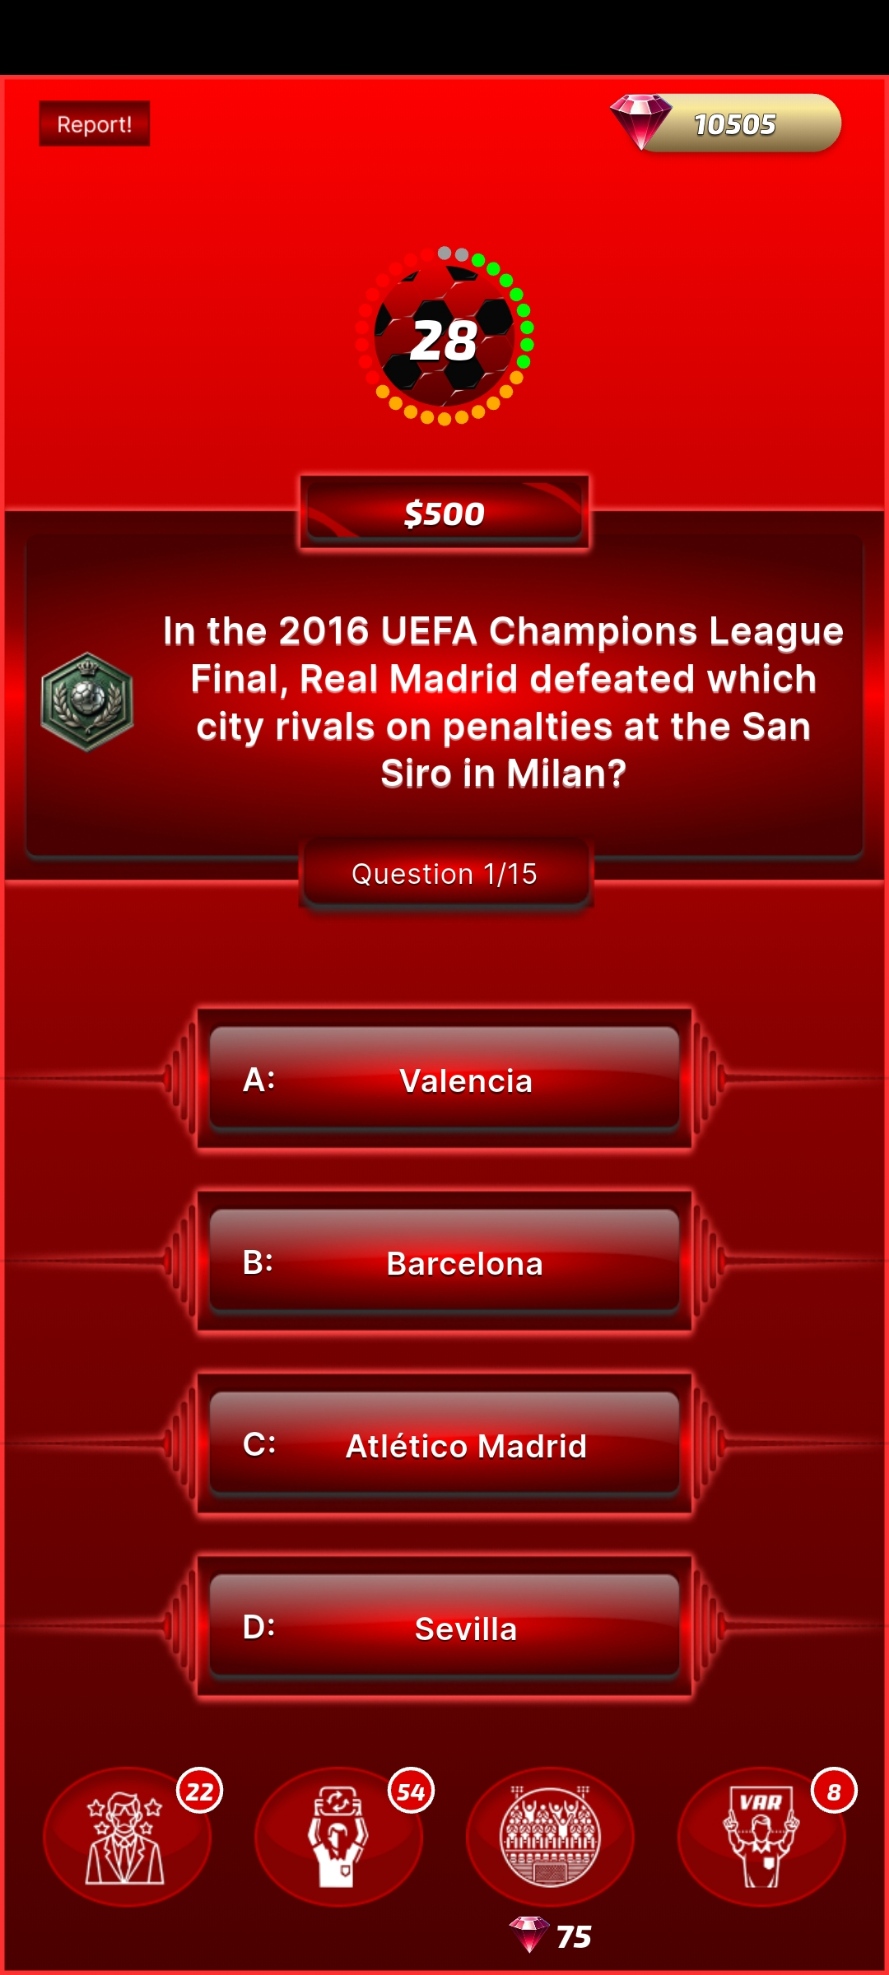 Report!
10505
28
$500
In the 2016 UEFA Champions League
Final, Real Madrid defeated which
city rivals on penalties at the San
Siro in Milan?
Question 1/15
A: Valencia
B: Barcelona
C: Atlético Madrid
D: Sevilla
22
54
VAR
8
75